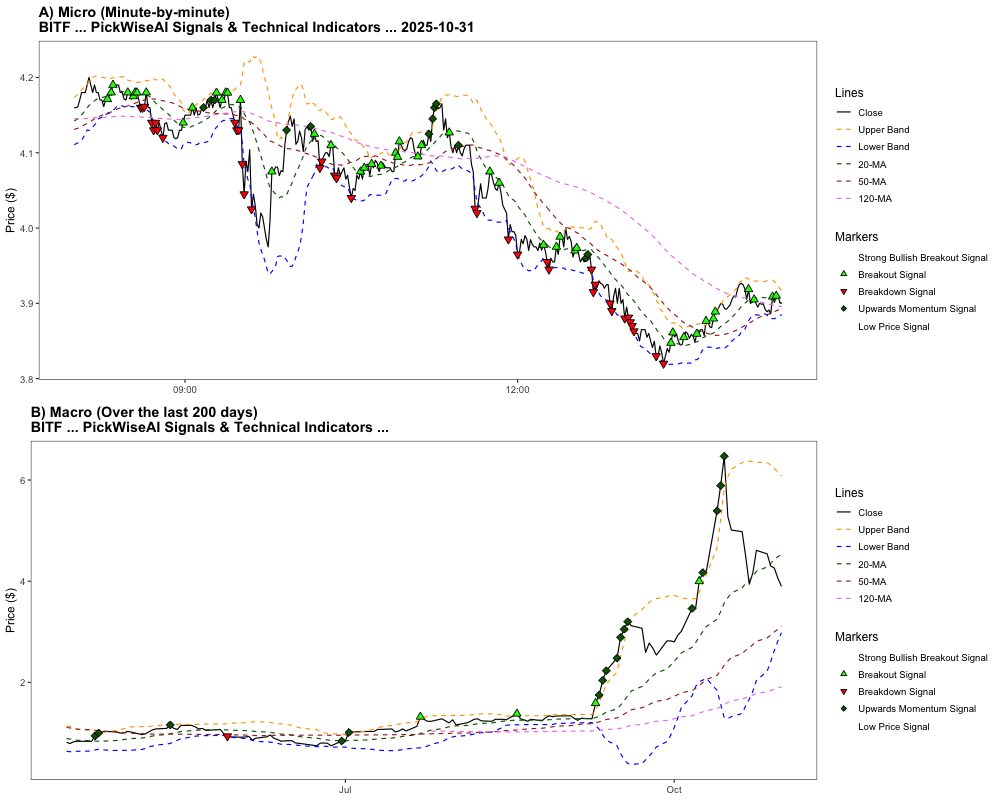 A) Micro (Minute-by-minute)
BITF ... PickWiseAI Signals & Technical Indicators ... 2025-10-31
Price ($)
4.2
4.1
4.0
3.9
3.8
09:00
12:00
Lines
Close
Upper Band
Lower Band
20-MA
50-MA
120-MA
Markers
Strong Bullish Breakout Signal
Breakout Signal
Breakdown Signal
Upwards Momentum Signal
Low Price Signal
B) Macro (Over the last 200 days)
BITF ... PickWiseAI Signals & Technical Indicators ...
Price ($)
6
4
2
Jul
Oct
Lines
Close
Upper Band
Lower Band
20-MA
50-MA
120-MA
Markers
Strong Bullish Breakout Signal
Breakout Signal
Breakdown Signal
Upwards Momentum Signal
Low Price Signal